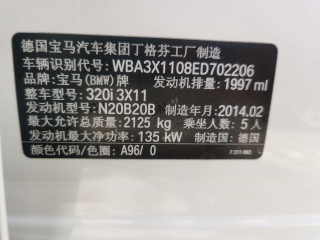 德国宝马汽车集团丁格芬工厂制造
车辆识别代号: WBA3X1108ED702206
品牌: 宝马(BMW)牌 发动机排量: 1997 ml
整车型号: 320i 3X11
发动机型号: N20B20B 制造年月: 2014.02
最大允许总质量: 2125 kg 乘坐人数: 5人
发动机最大净功率: 135 kW 制造国: 德国
颜色代码/色圈: A96/ 0